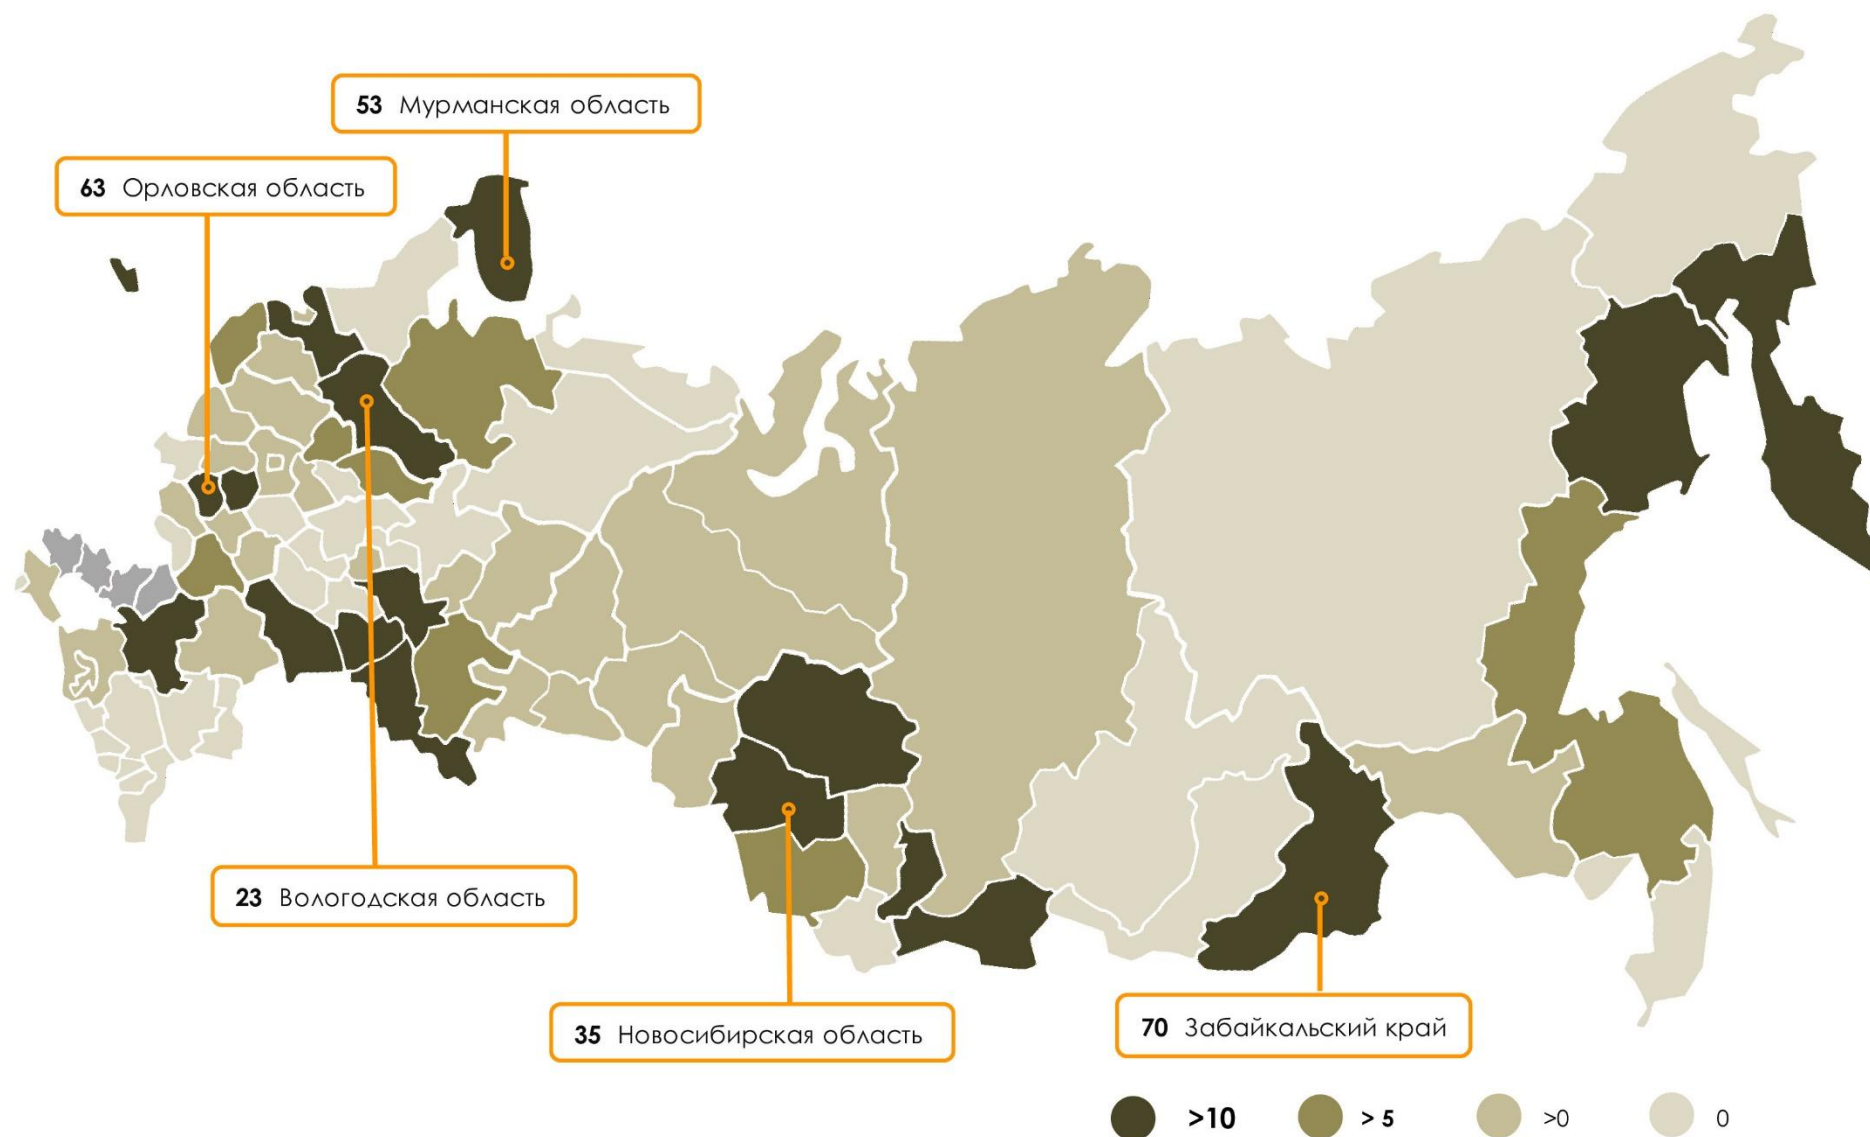 53 Мурманская область
63 Орловская область
23 Вологодская область
35 Новосибирская область
70 Забайкальский край
>10 > 5 >0 0